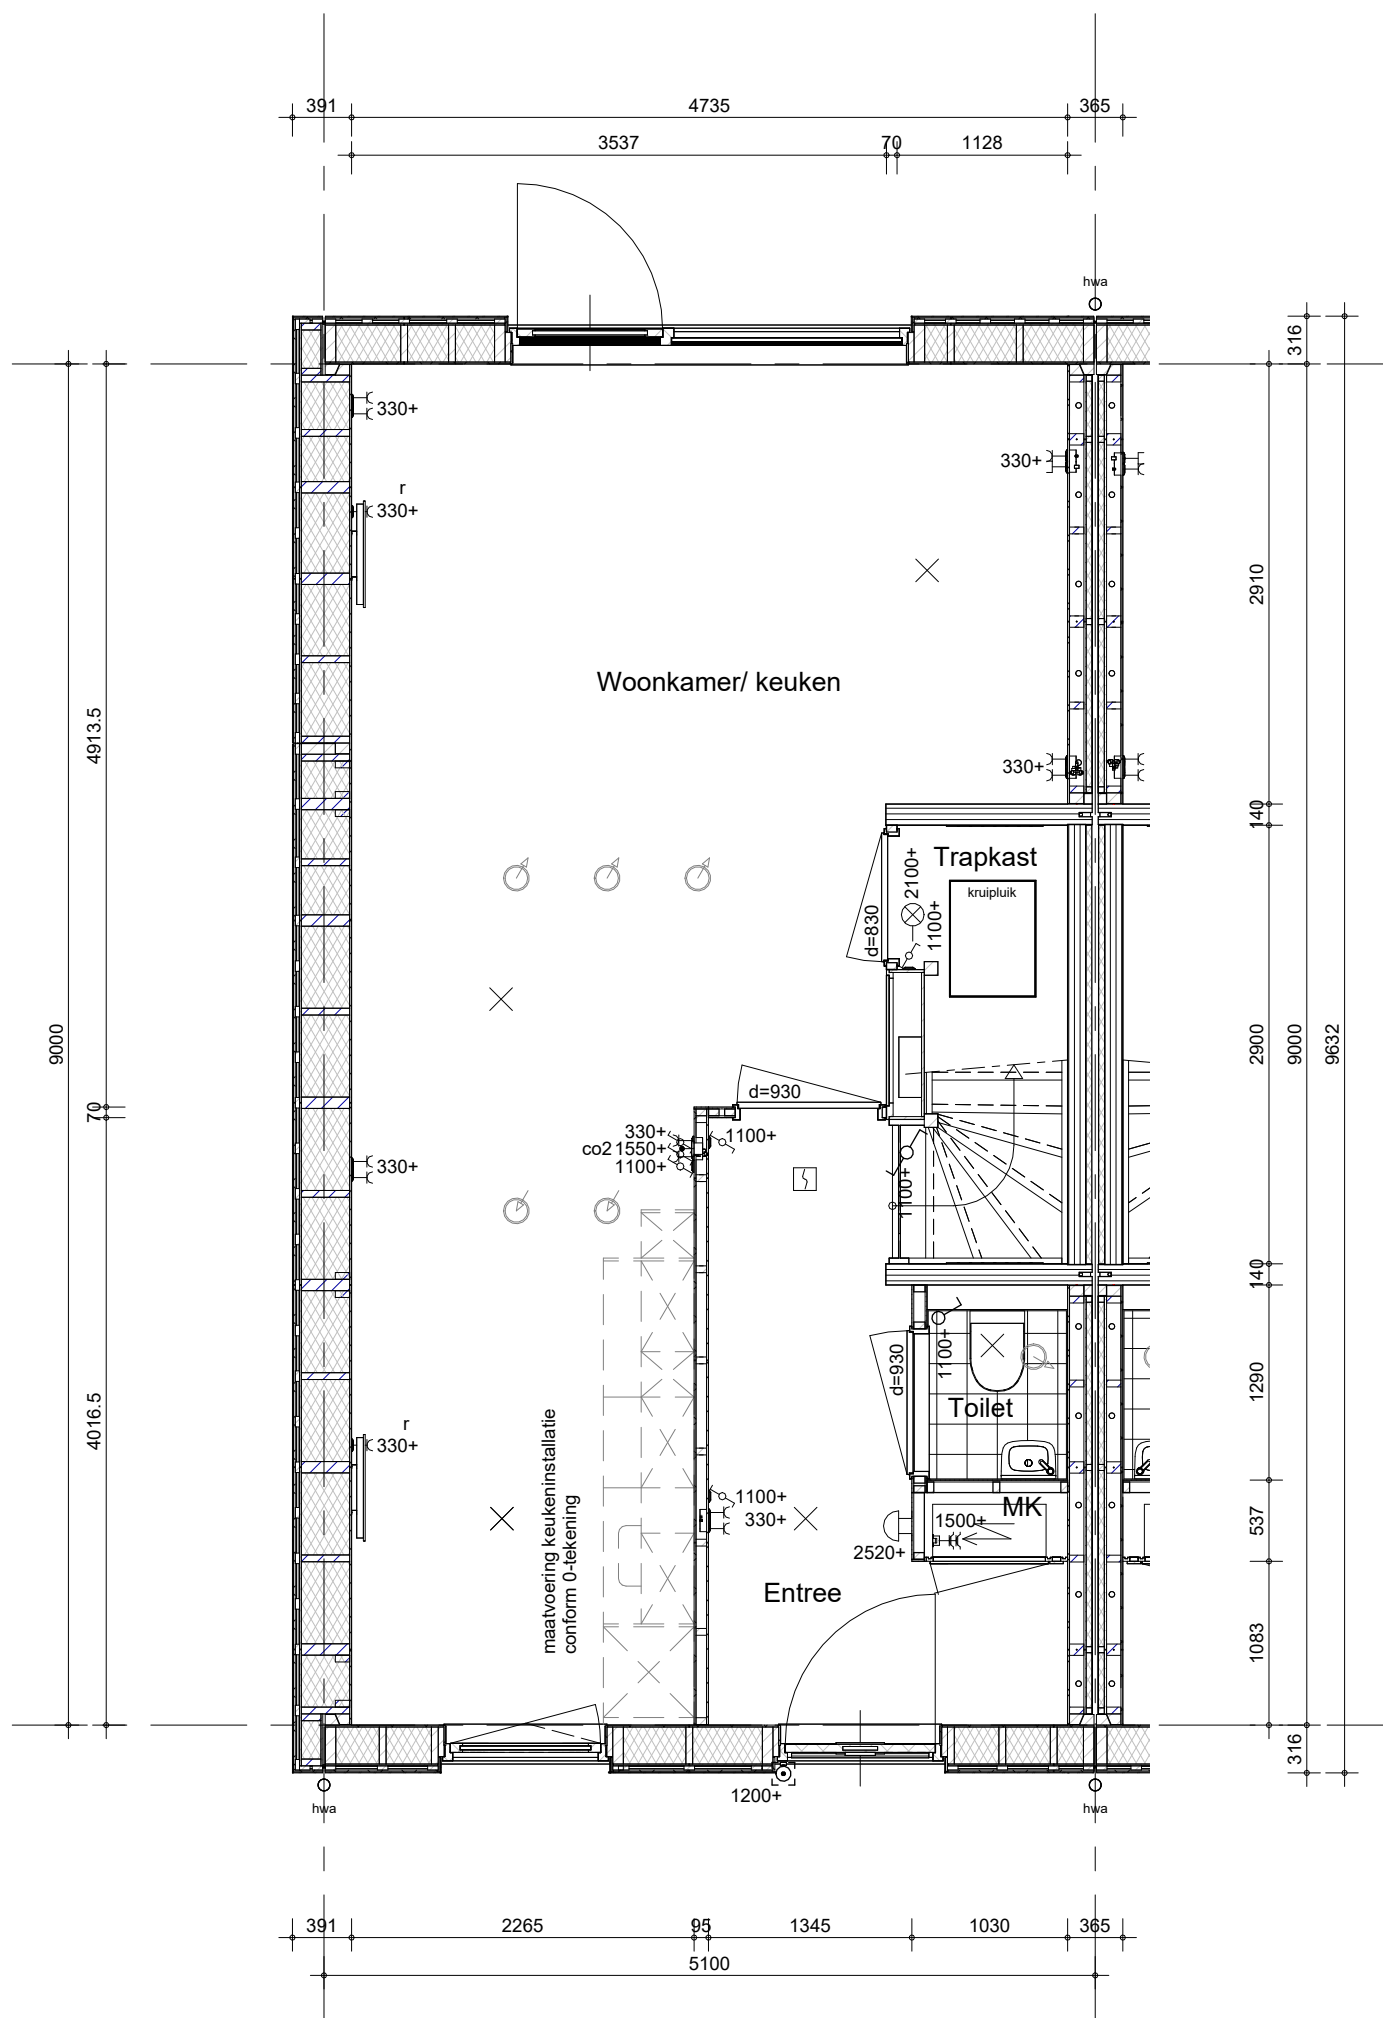 391
4735
365
3537
70
1128
hwa
316
330+
330+
r
330+
2910
Woonkamer/ keuken
4913.5
330+
140
Trapkast
2100+
kruipluik
d=830
1100+
9000
2900
9000
9632
d=930
70
330+
1100+
co2 1550+
1100+
330+
1100+
140
1100+
d=930
1290
Toilet
4016.5
r
330+
maatvoering keukeninstallatie
conform 0-tekening
1100+
330+
MK
1500+
2520+
537
Entree
1083
316
1200+
hwa
hwa
391
2265
95
1345
1030
365
5100